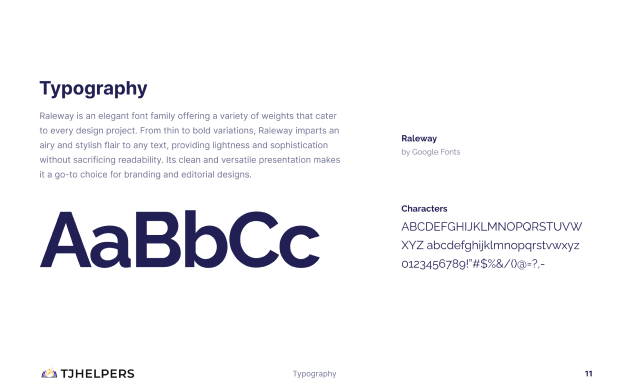 Typography
Raleway is an elegant font family offering a variety of weights that cater
to every design project. From thin to bold variations, Raleway imparts an
airy and stylish flair to any text, providing lightness and sophistication
without sacrificing readability. Its clean and versatile presentation makes
it a go-to choice for branding and editorial designs.
AaBbCc
Raleway
by Google Fonts
Characters
ABCDEFGHIJKLMNOPQRSTUVW
XYZ abcdefghijklmnopqrstvwxyz
0123456789!"#$%&/()@=?,-
TJHELPERS
Typography
11